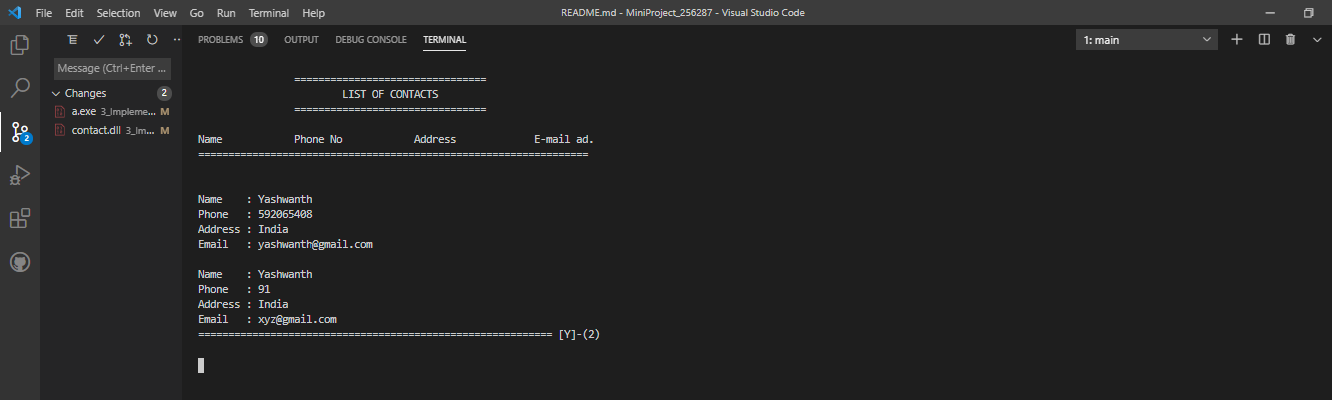 File Edit Selection View Go Run Terminal Help README.md - MiniProject_256287 - Visual Studio Code
PROBLEMS 10 OUTPUT DEBUG CONSOLE TERMINAL 1: main
Message (Ctrl+Enter ...
Changes 2
a.exe 3_Impleme... M
contact.dll 3_Im... M
2
================================
LIST OF CONTACTS
================================
Name Phone No Address E-mail ad.
=================================================================
Name : Yashwanth
Phone : 592065408
Address : India
Email : yashwanth@gmail.com
Name : Yashwanth
Phone : 91
Address : India
Email : xyz@gmail.com
=========================================================== [Y]-(2)